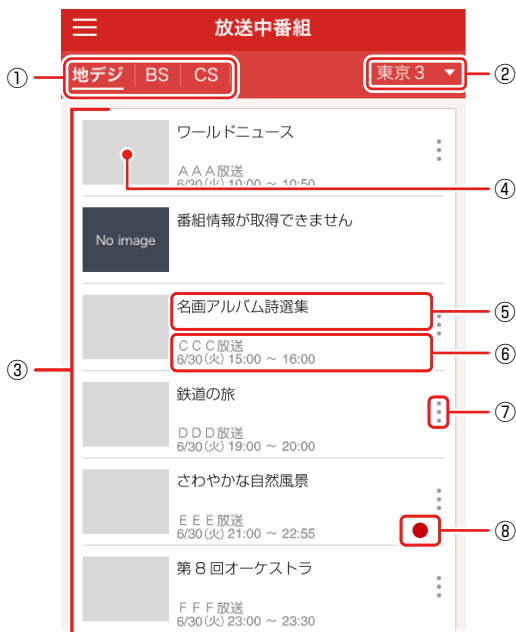 放送中番組
① 地デジ BS CS 東京3 ②
ワールドニュース
AAA放送
6/30(火) 10:00 ~ 10:50
④
No image 番組情報が取得できません
名画アルバム詩選集 ⑤
CCC放送
6/30(火) 15:00 ~ 16:00
⑥
③
鉄道の旅
⑦
DDD放送
6/30(火) 19:00 ~ 20:00
さわやかな自然風景
EEE放送
6/30(火) 21:00 ~ 22:55
⑧
第8回オーケストラ
FFF放送
6/30(火) 23:00 ~ 23:30